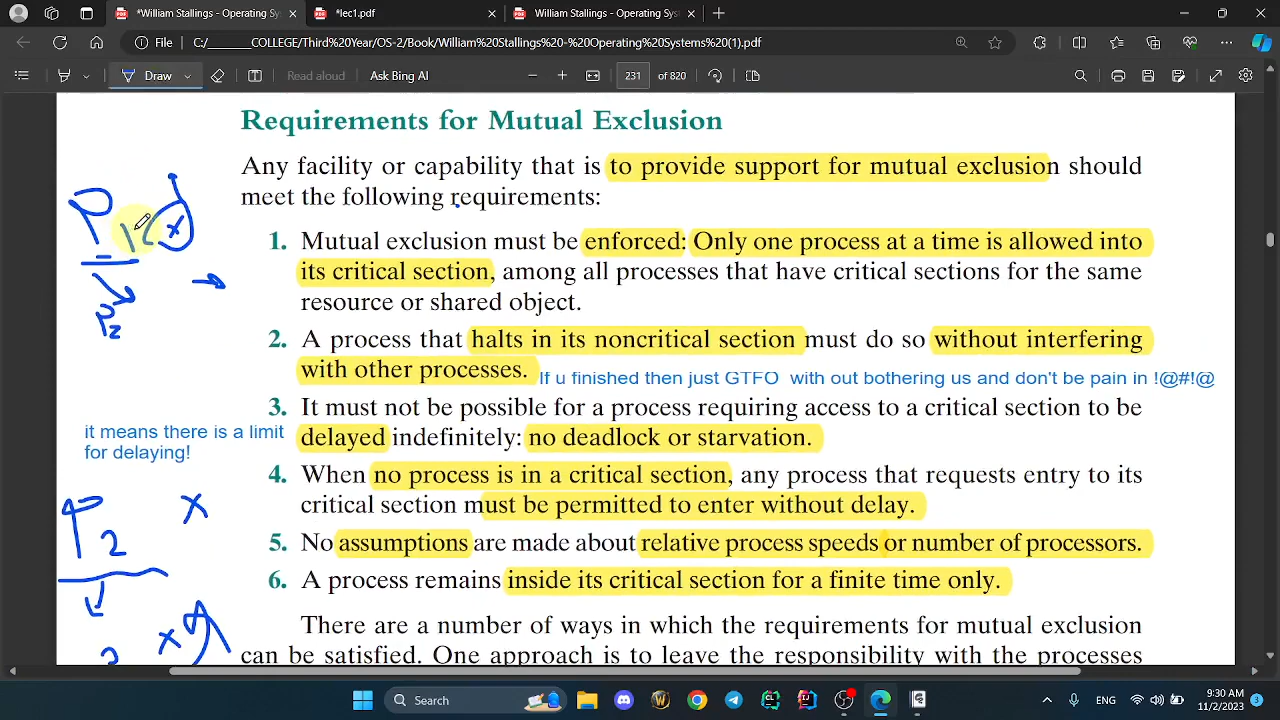 *William Stallings - Operating Sys
*lec1.pdf
William Stallings - Operating Syst
File
C:/______COLLEGE/Third%20Year/OS-2/Book/William%20Stallings%20-%20Operating%20Systems%20(1).pdf
Draw
Read aloud
Ask Bing AI
231 of 820
Requirements for Mutual Exclusion
Any facility or capability that is to provide support for mutual exclusion should
meet the following requirements:
1. Mutual exclusion must be enforced: Only one process at a time is allowed into
its critical section, among all processes that have critical sections for the same
resource or shared object.
2. A process that halts in its noncritical section must do so without interfering
with other processes. If u finished then just GTFO with out bothering us and don't be pain in !@#!@
3. It must not be possible for a process requiring access to a critical section to be
delayed indefinitely: no deadlock or starvation.
it means there is a limit
for delaying!
4. When no process is in a critical section, any process that requests entry to its
critical section must be permitted to enter without delay.
5. No assumptions are made about relative process speeds or number of processors.
6. A process remains inside its critical section for a finite time only.
There are a number of ways in which the requirements for mutual exclusion
can be satisfied. One approach is to leave the responsibility with the processes
P1 (x)
P2
P2 x
x
Search
ENG
9:30 AM
11/2/2023